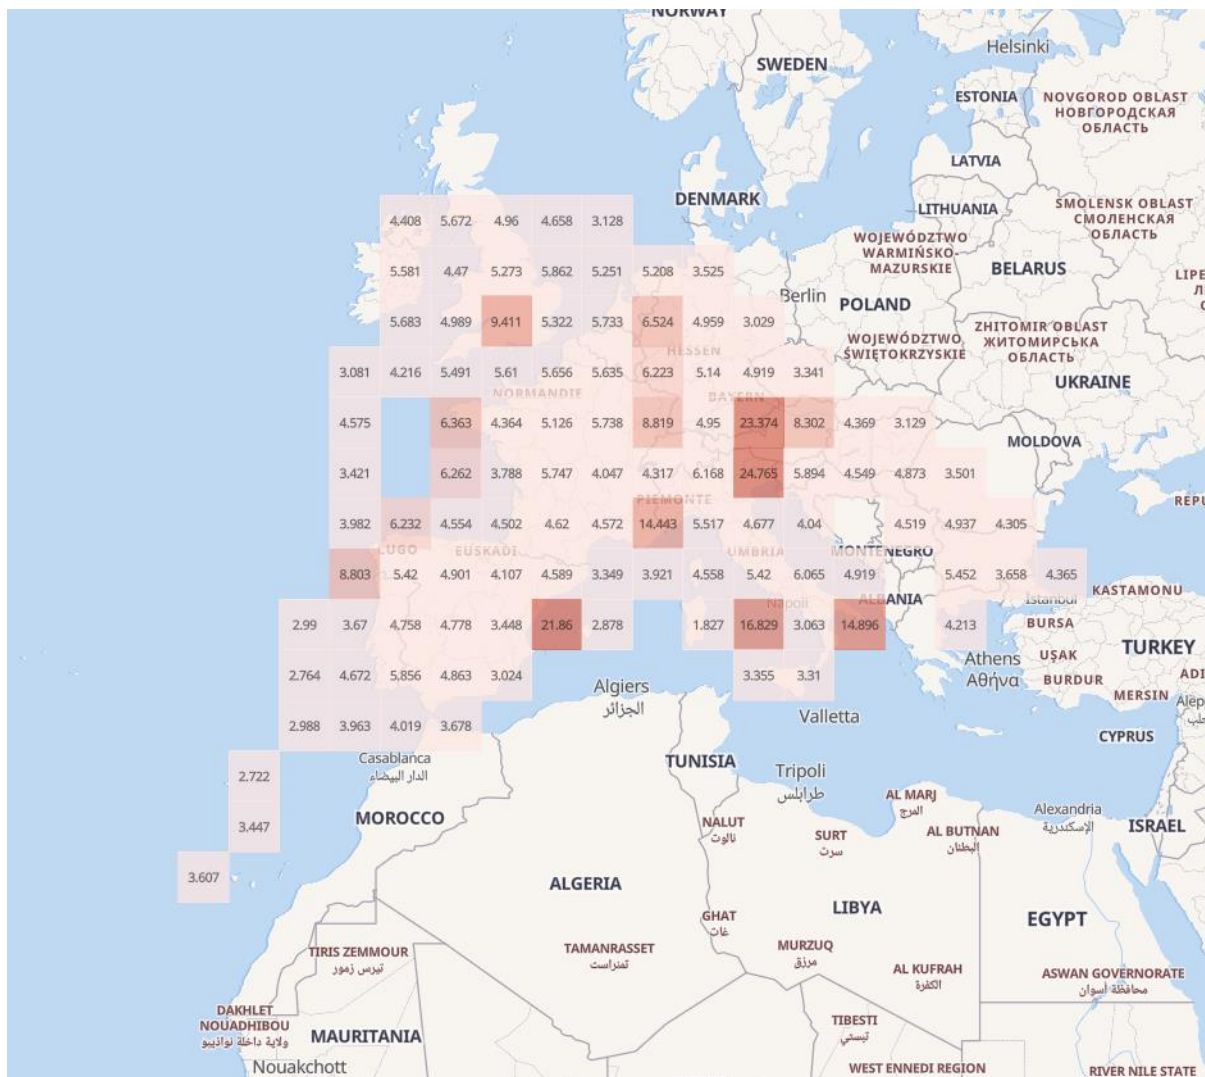 NORWAY
Helsinki
SWEDEN
ESTONIA
NOVGOROD OBLAST
НОВГОРОДСКАЯ
ОБЛАСТЬ
LATVIA
DENMARK
LITHUANIA
SMOLENSK OBLAST
СМОЛЕНСКАЯ
ОБЛАСТЬ
4.408 5.672 4.96 4.658 3.128
WOJEWÓDZTWO
WARMIŃSKO-
MAZURSKIE
BELARUS
5.581 4.47 5.273 5.862 5.251 5.208 3.525
Berlin
POLAND
5.683 4.989 9.411 5.322 5.733 6.524 4.959 3.029
ZHITOMIR OBLAST
ЖИТОМИРСЬКА
ОБЛАСТЬ
WOJEWÓDZTWO
ŚWIĘTOKRZYSKIE
HESSEN
3.081 4.216 5.491 5.61 5.656 5.635 6.223 5.14 4.919 3.341
UKRAINE
NORMANDIE
BAYERN
4.575 6.363 4.364 5.126 5.738 8.819 4.95 23.374 8.302 4.369 3.129
MOLDOVA
3.421 6.262 3.788 5.747 4.047 4.317 6.168 24.765 5.894 4.549 4.873 3.501
PIEMONTE
3.982 6.232 4.554 4.502 4.62 4.572 14.443 5.517 4.677 4.04 4.519 4.937 4.305
LUGO
EUSKADI
UMBRIA
MONTENEGRO
8.803 5.42 4.901 4.107 4.589 3.349 3.921 4.558 5.42 6.065 4.919 5.452 3.658 4.365
KASTAMONU
Napoli
ALBANIA
Istanbul
2.99 3.67 4.758 4.778 3.448 21.86 2.878 1.827 16.829 3.063 14.896 4.213
BURSA
TURKEY
UŞAK
Athens
Αθήνα
BURDUR
2.764 4.672 5.856 4.863 3.024 3.355 3.31
MERSIN
Algiers
الجزائر
Valletta
2.988 3.963 4.019 3.678
CYPRUS
Casablanca
الدار البيضاء
TUNISIA
Tripoli
طرابلس
2.722
AL MARJ
المرج
Alexandria
الإسكندرية
ISRAEL
MOROCCO
NALUT
نالوت
SURT
سرت
AL BUTNAN
البطنان
3.447
3.607
ALGERIA
LIBYA
EGYPT
GHAT
غات
TIRIS ZEMMOUR
تيرس زمور
TAMANRASSET
تمنراست
MURZUQ
مرزق
AL KUFRAH
الكفرة
ASWAN GOVERNORATE
محافظة أسوان
DAKHLET
NOUADHIBOU
ولاية داخلة نواذيبو
MAURITANIA
TIBESTI
تبستي
Nouakchott
WEST ENNEDI REGION
RIVER NILE STATE